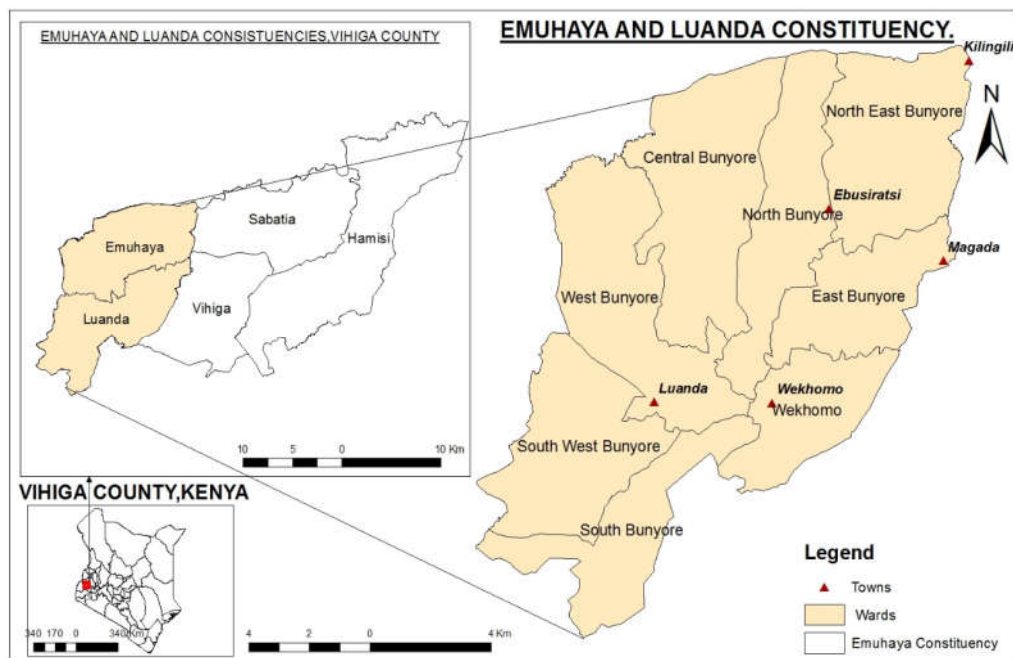 EMUHAYA AND LUANDA CONSISTUENCIES,VIHIGA COUNTY
Sabatia
Hamisi
Emuhaya
Vihiga
Luanda
10 5 0 10 Km
VIHIGA COUNTY,KENYA
340 170 0 340 Km
EMUHAYA AND LUANDA CONSTITUENCY.
Kilingili
N
North East Bunyore
Central Bunyore
Ebusiratsi
North Bunyore
Magada
West Bunyore
East Bunyore
Luanda
Wekhomo
Wekhomo
South West Bunyore
South Bunyore
4 2 0 4 Km
Legend
Towns
Wards
Emuhaya Constituency